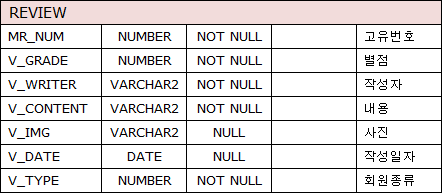 REVIEW
MR_NUM NUMBER NOT NULL 고유번호
V_GRADE NUMBER NOT NULL 별점
V_WRITER VARCHAR2 NOT NULL 작성자
V_CONTENT VARCHAR2 NOT NULL 내용
V_IMG VARCHAR2 NULL 사진
V_DATE DATE NULL 작성일자
V_TYPE NUMBER NOT NULL 회원종류